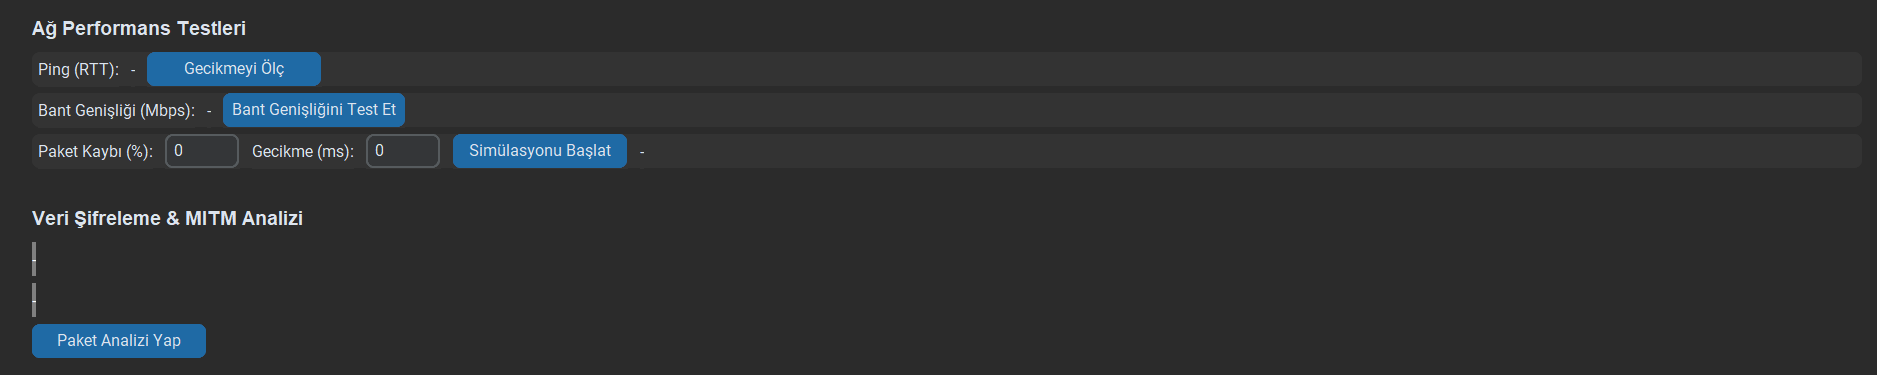 Ağ Performans Testleri
Ping (RTT): - Gecikmeyi Ölç
Bant Genişliği (Mbps): - Bant Genişliğini Test Et
Paket Kaybı (%): 0 Gecikme (ms): 0 Simülasyonu Başlat -
Veri Şifreleme & MITM Analizi
-
-
Paket Analizi Yap